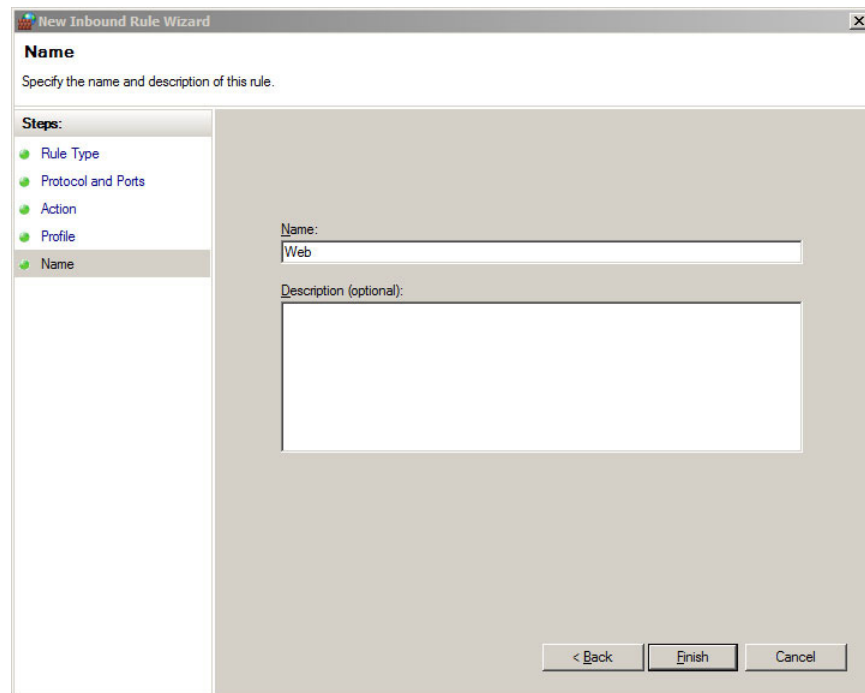 New Inbound Rule Wizard
Name
Specify the name and description of this rule.
Steps:
Rule Type
Protocol and Ports
Action
Profile
Name
Name:
Web
Description (optional):
< Back
Finish
Cancel